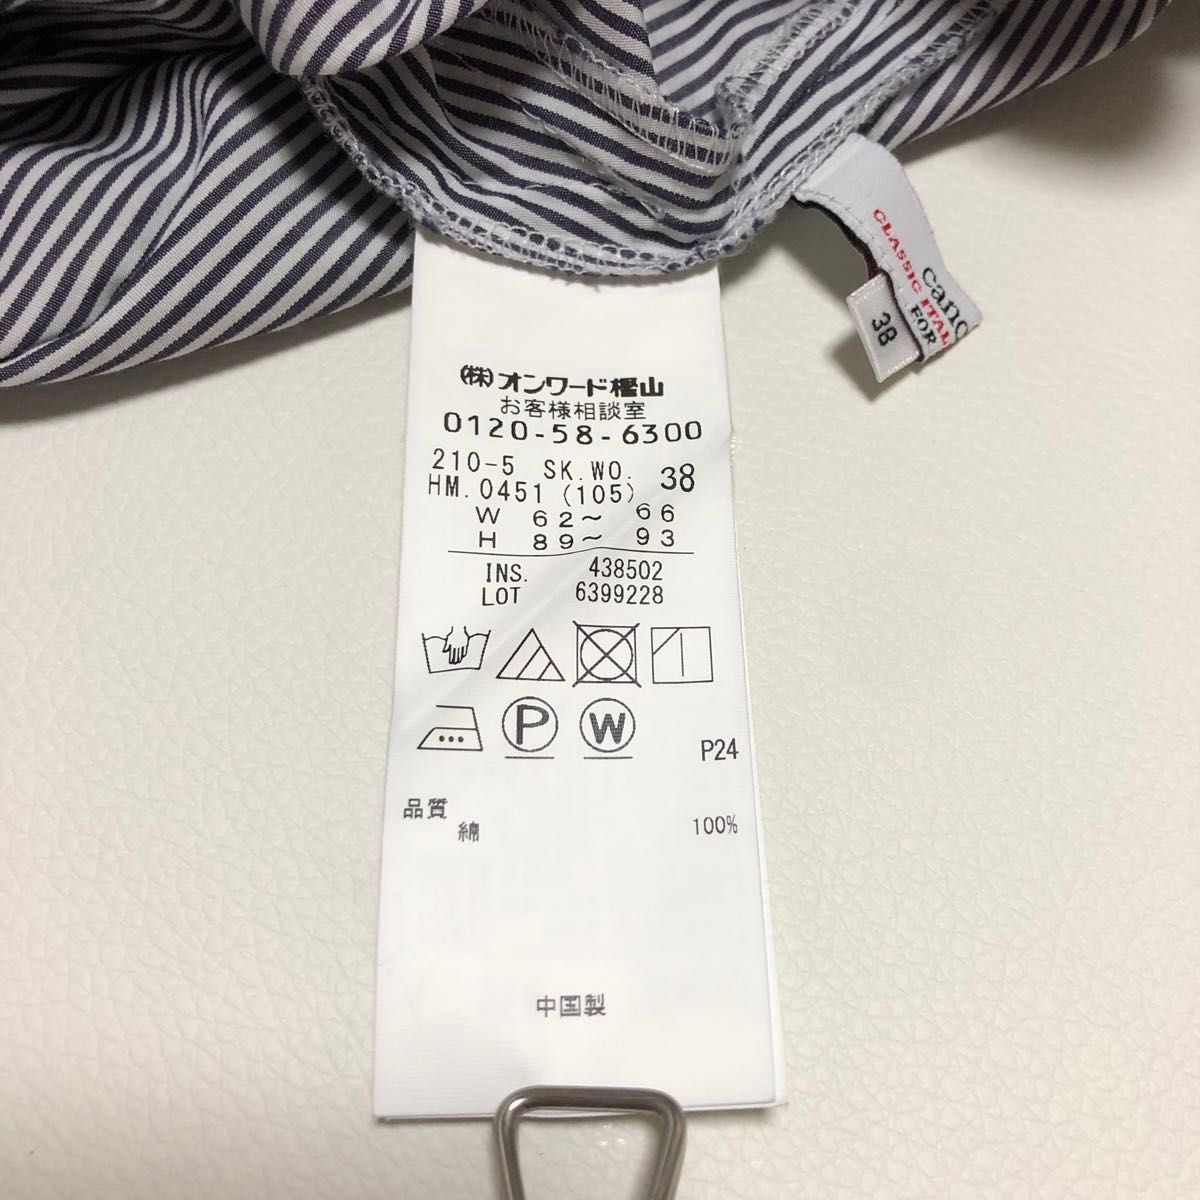 (株)オンワード樫山
お客様相談室
0120-58-6300
210-5 SK.WO. 38
HM.0451 (105)
W 62～ 66
H 89～ 93
INS. 438502
LOT 6399228
P
W
P24
品質
綿 100%
中国製
CLASSIC ITAL
FOR
38